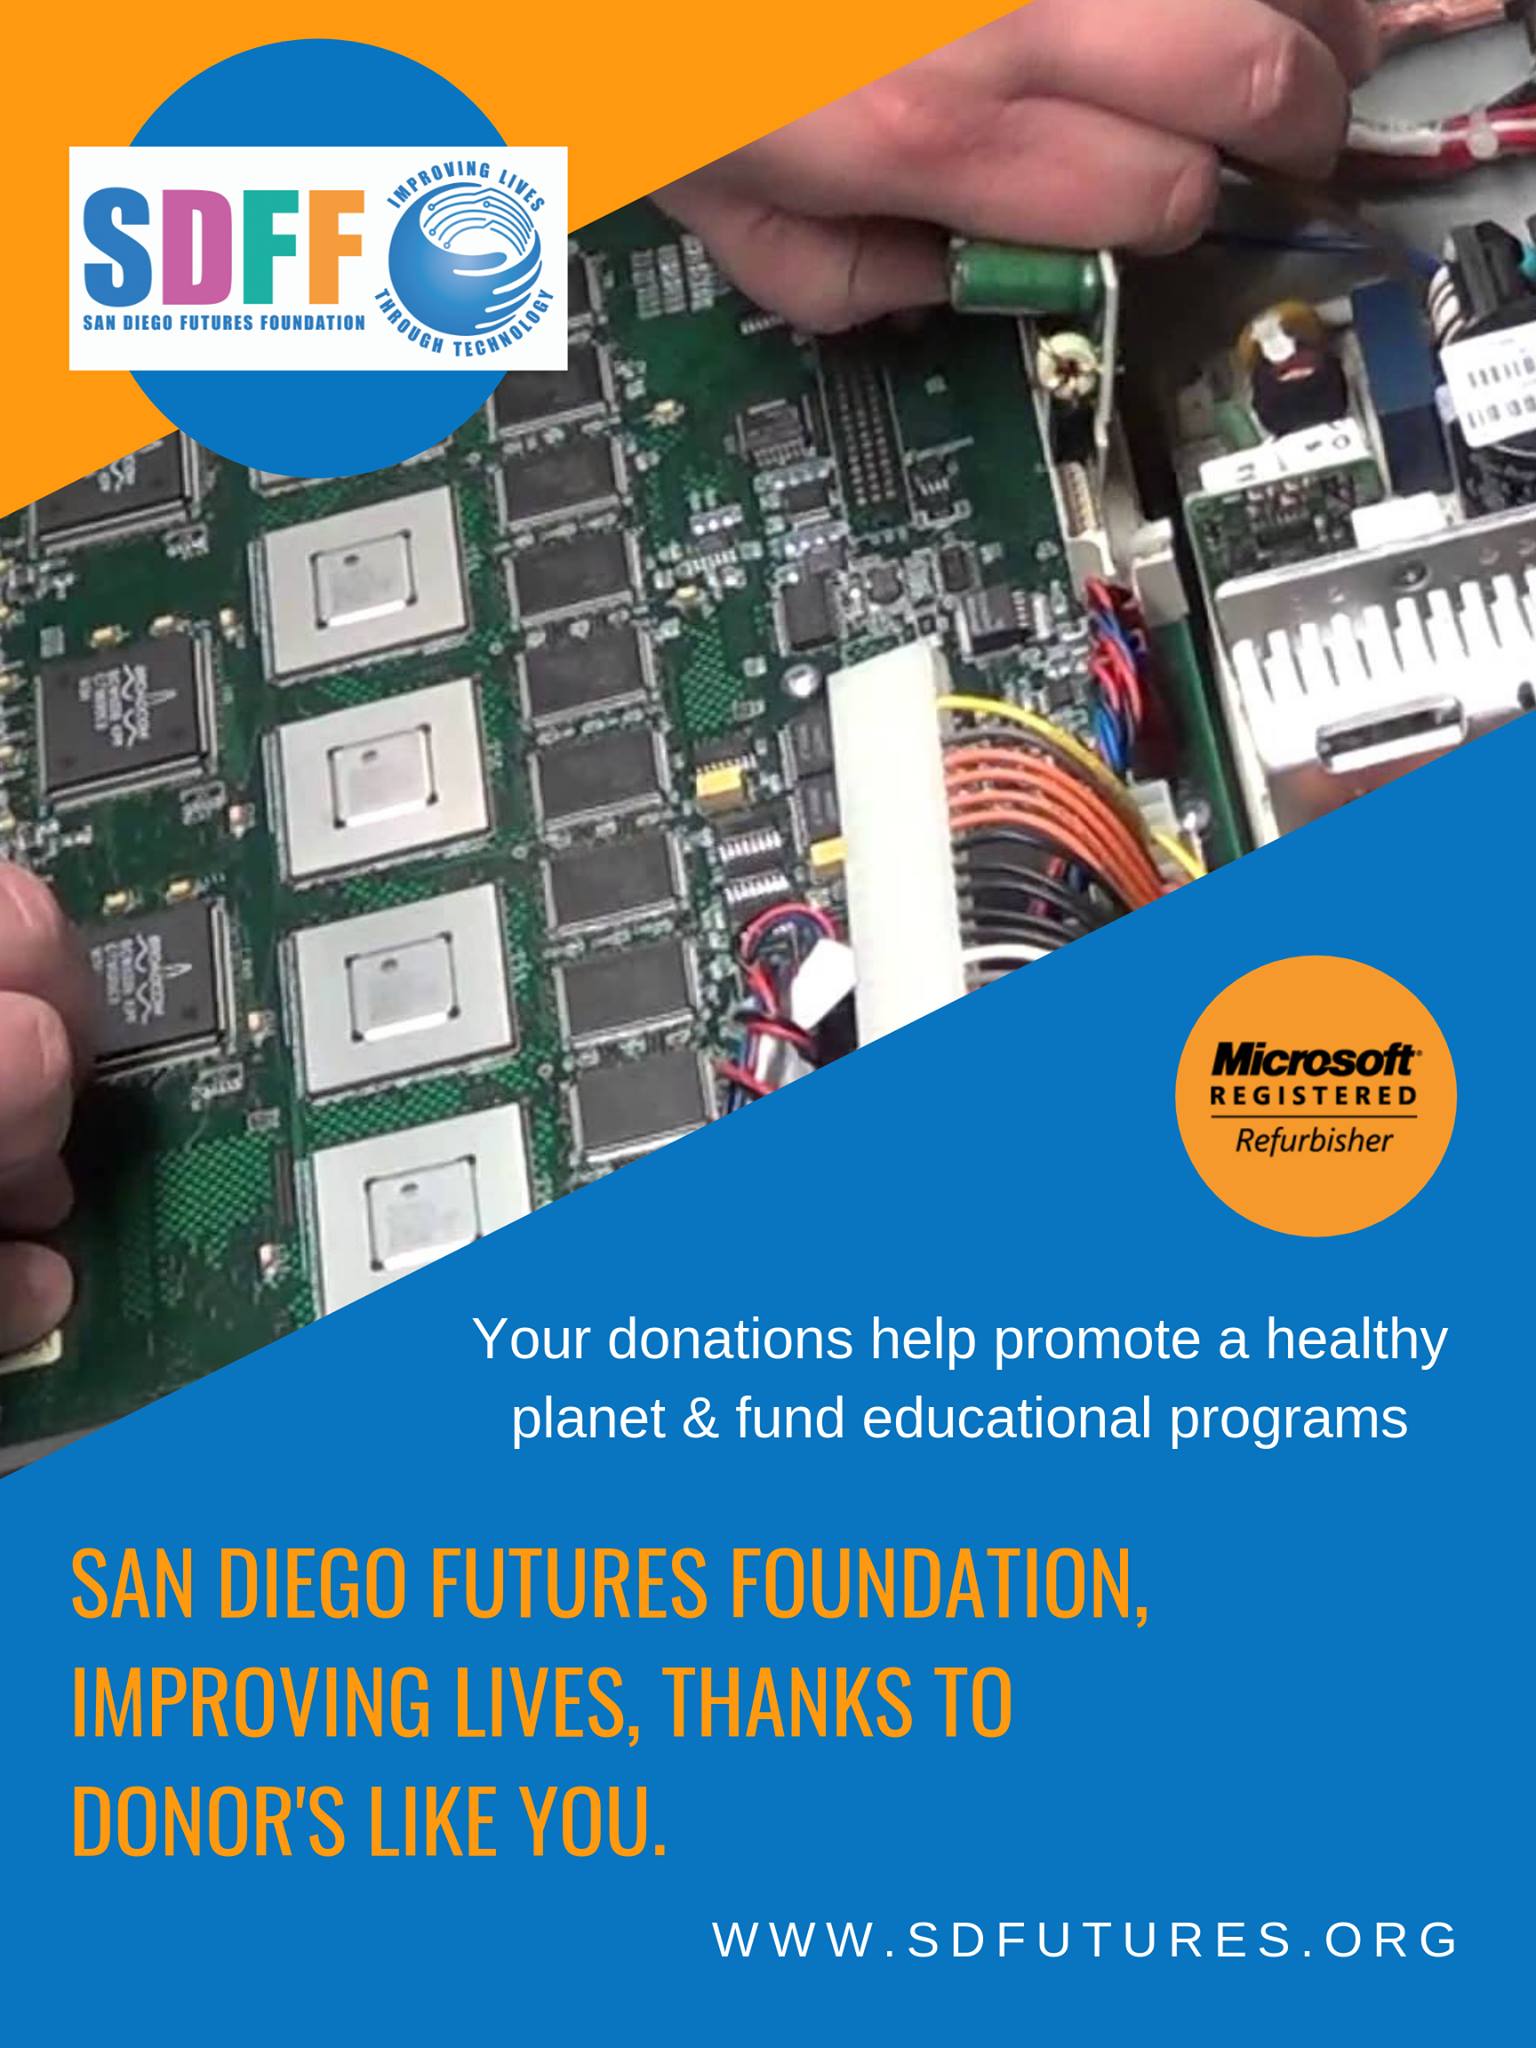 SDFF
SAN DIEGO FUTURES FOUNDATION
IMPROVING LIVES
THROUGH TECHNOLOGY
BROADCOM
Microsoft
REGISTERED
Refurbisher
Your donations help promote a healthy
planet & fund educational programs
SAN DIEGO FUTURES FOUNDATION,
IMPROVING LIVES, THANKS TO
DONOR'S LIKE YOU.
WWW.SDFUTURES.ORG